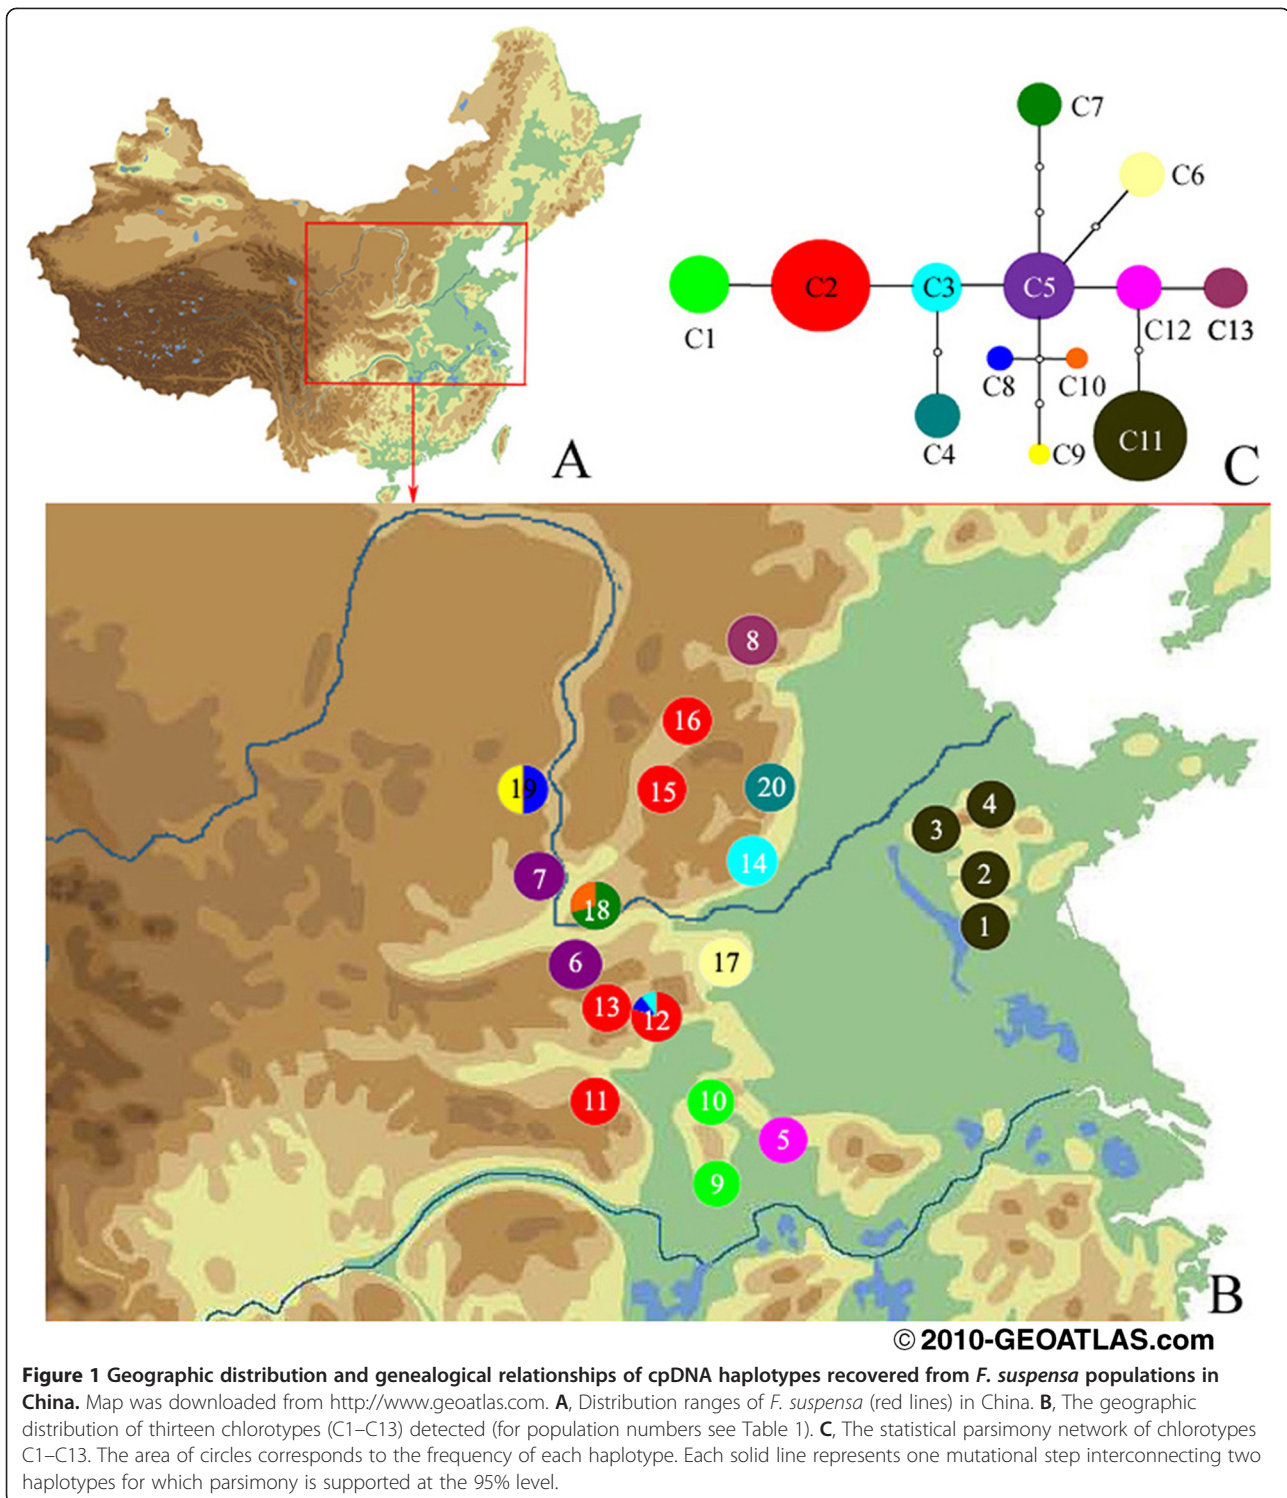 C7
C6
C1
C2
C3
C5
C12
C13
C8
C10
C4
C9
C11
A
C
8
16
19
15
20
4
3
14
7
2
18
1
6
17
13
12
11
10
5
9
B
© 2010-GEOATLAS.com
Figure 1 Geographic distribution and genealogical relationships of cpDNA haplotypes recovered from F. suspensa populations in
China. Map was downloaded from http://www.geoatlas.com. A, Distribution ranges of F. suspensa (red lines) in China. B, The geographic
distribution of thirteen chlorotypes (C1–C13) detected (for population numbers see Table 1). C, The statistical parsimony network of chlorotypes
C1–C13. The area of circles corresponds to the frequency of each haplotype. Each solid line represents one mutational step interconnecting two
haplotypes for which parsimony is supported at the 95% level.